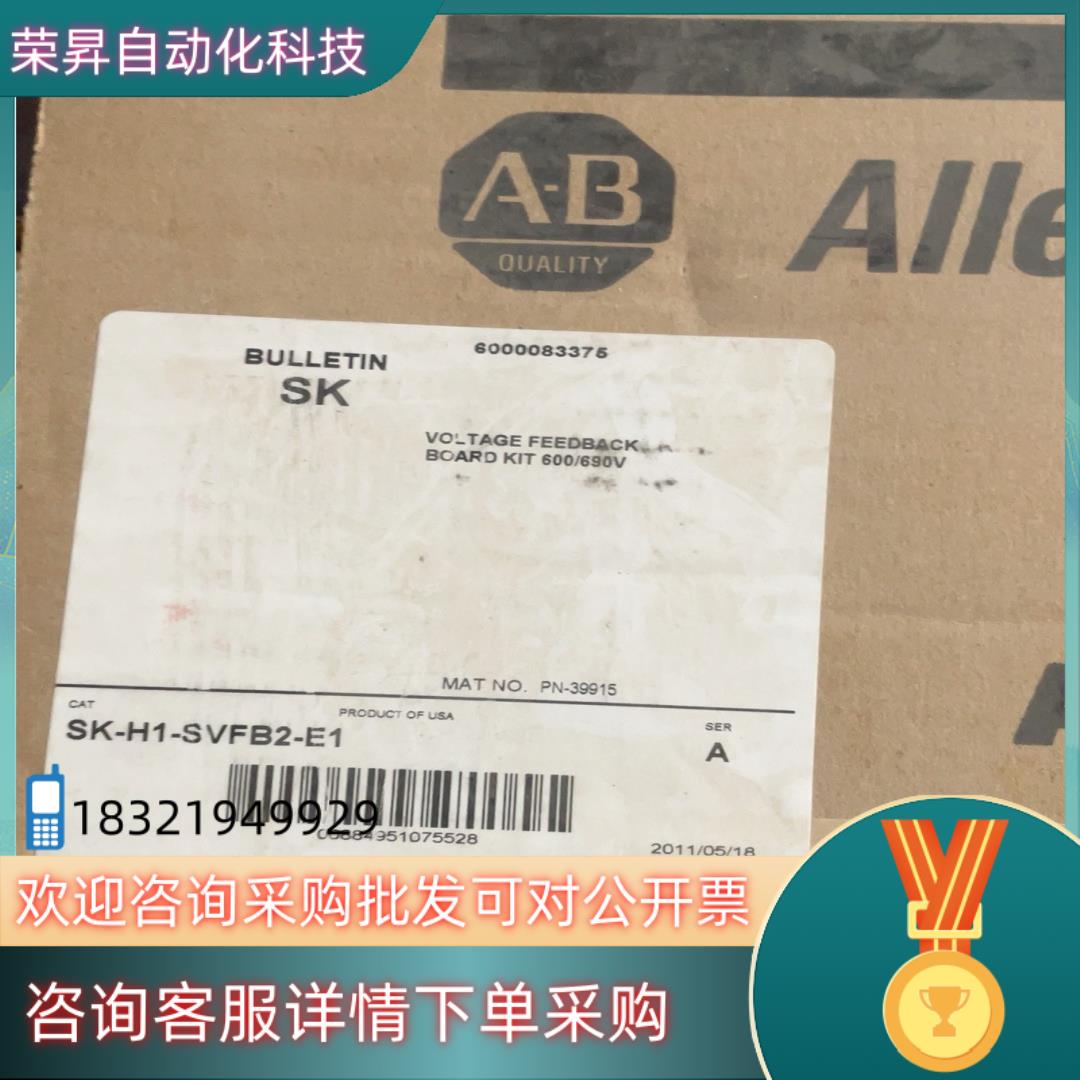 荣昇自动化科技
A-B
QUALITY
Alle
BULLETIN
SK
6000083375
VOLTAGE FEEDBACK
BOARD KIT 600/690V
MAT NO. PN-39915
CAT
PRODUCT OF USA
SER
SK-H1-SVFB2-E1
A
18321949929
00884951075528
2011/05/18
欢迎咨询采购批发可对公开票
咨询客服详情下单采购